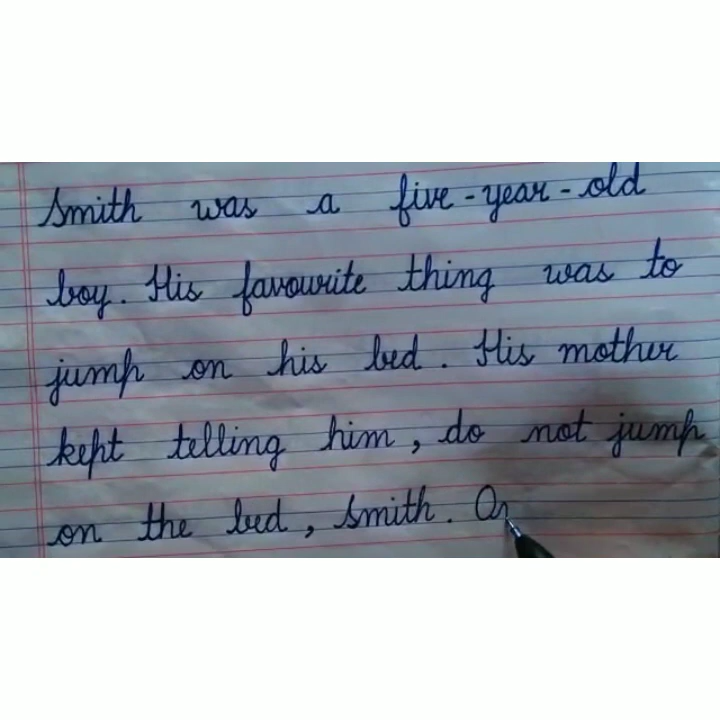 Smith was a five-year-old
boy. His favourite thing was to
jump on his bed. His mother
kept telling him, do not jump
on the bed, Smith. On